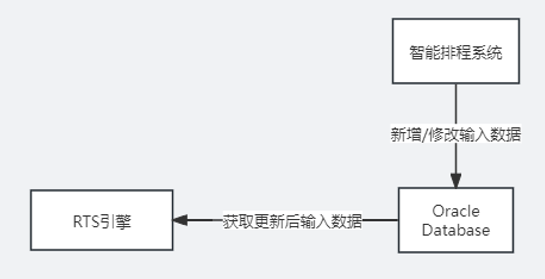 智能排程系统
新增/修改输入数据
Oracle
Database
获取更新后输入数据
RTS引擎